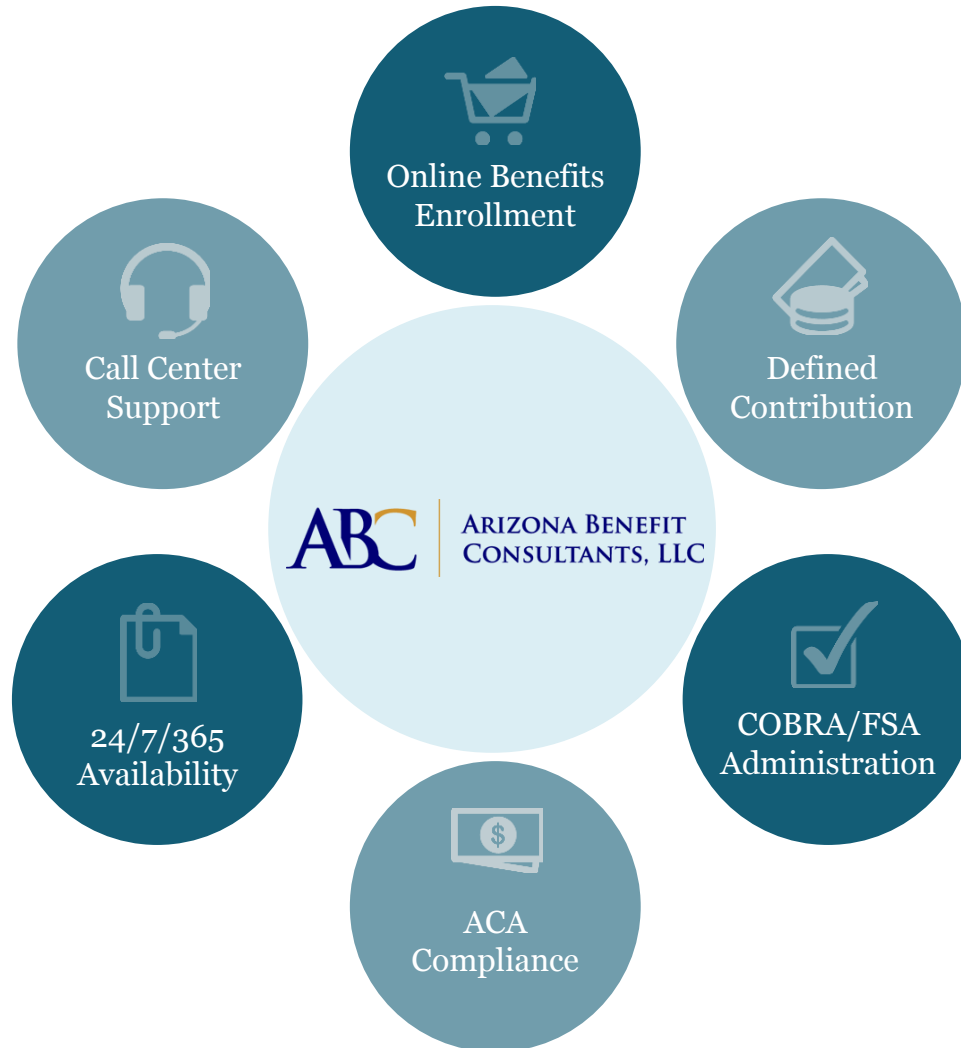 Online Benefits
Enrollment
Call Center
Support
Defined
Contribution
ABC
ARIZONA BENEFIT
CONSULTANTS, LLC
24/7/365
Availability
COBRA/FSA
Administration
$
ACA
Compliance